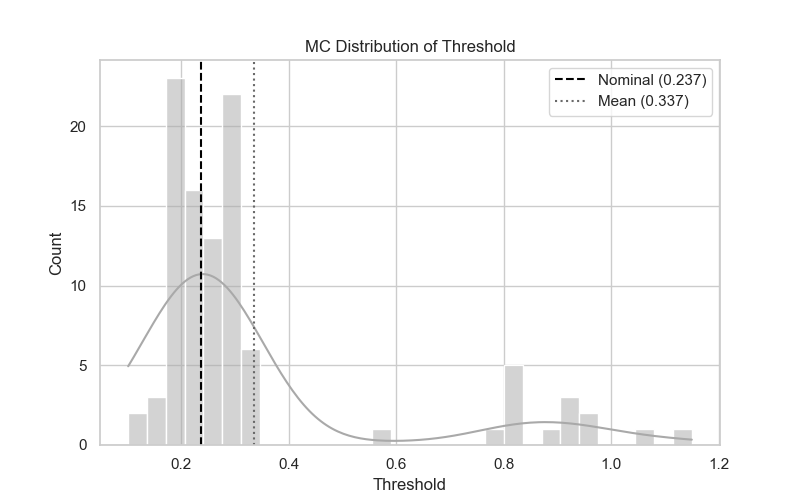 MC Distribution of Threshold
Nominal (0.237)
Mean (0.337)
Count
20
15
10
5
0
0.2 0.4 0.6 0.8 1.0 1.2
Threshold